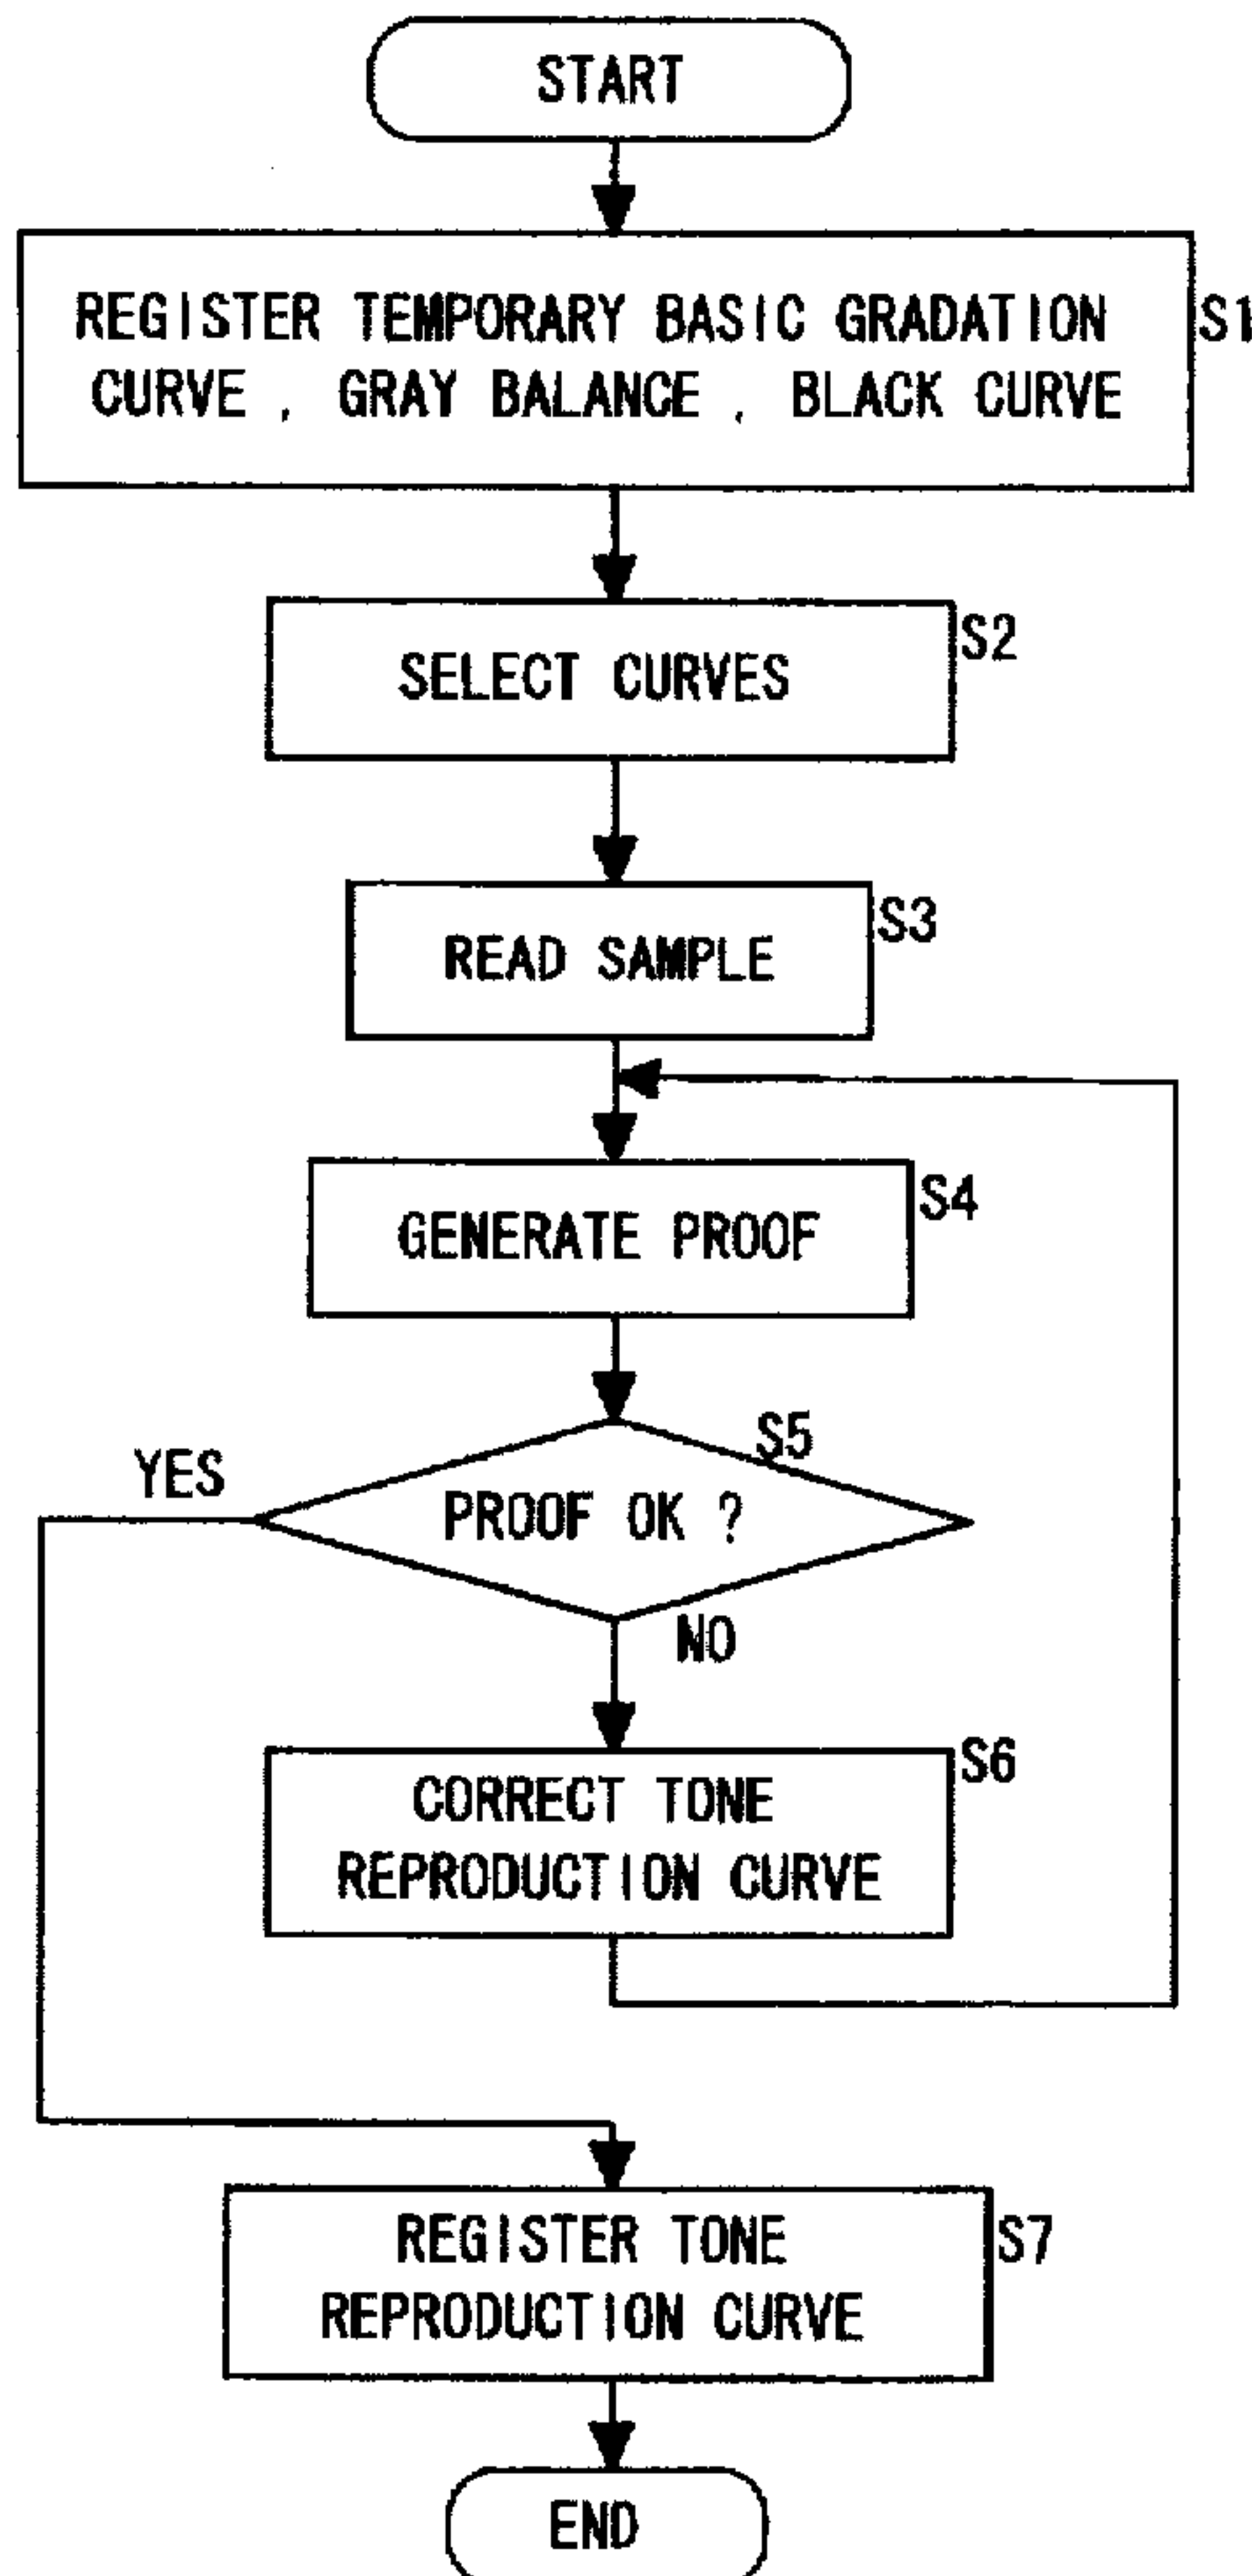 START
REGISTER TEMPORARY BASIC GRADATION
CURVE , GRAY BALANCE , BLACK CURVE
S1
SELECT CURVES
S2
READ SAMPLE
S3
GENERATE PROOF
S4
S5
YES
PROOF OK ?
NO
S6
CORRECT TONE
REPRODUCTION CURVE
REGISTER TONE
REPRODUCTION CURVE
S7
END